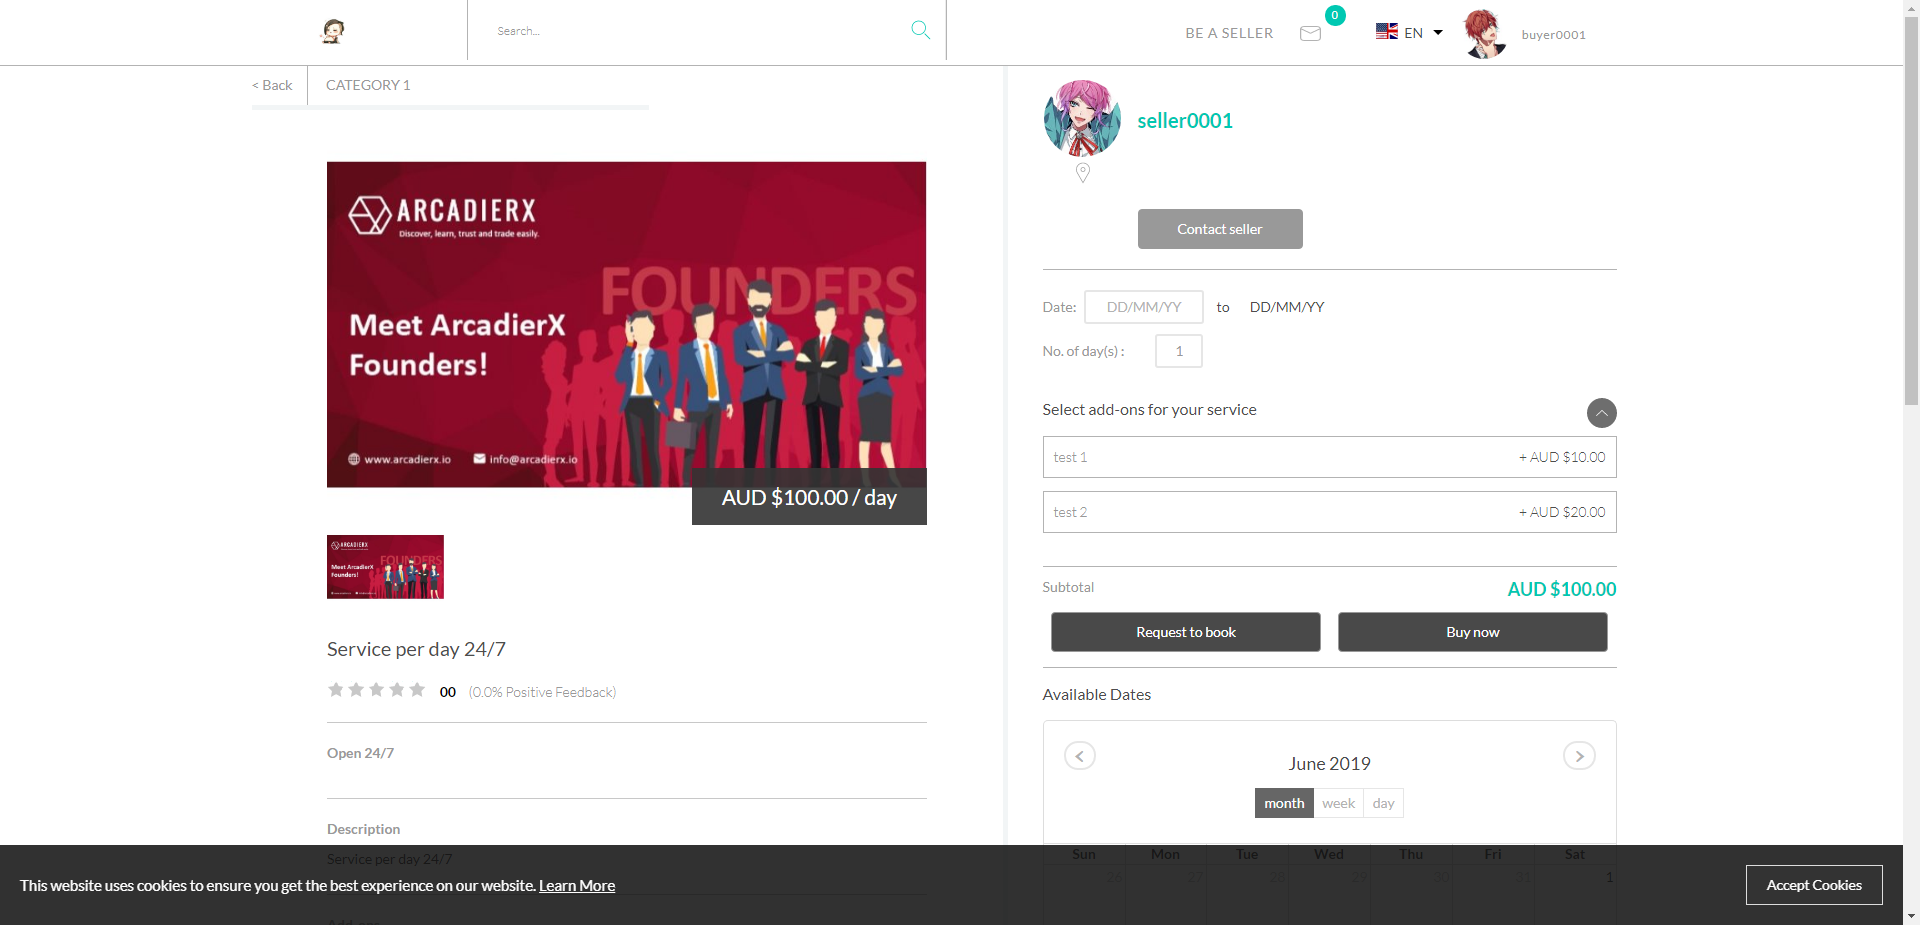 Search...
BE A SELLER
0
EN
buyer0001
< Back
CATEGORY 1
ARCADIERX
Discover, learn, trust and trade easily.
FOUNDERS
Meet ArcadierX
Founders!
www.arcadierx.io
info@arcadierx.io
AUD $100.00 / day
ARCADIERX
FOUNDERS
Meet ArcadierX
Founders!
Service per day 24/7
00 (0.0% Positive Feedback)
Open 24/7
Description
Service per day 24/7
seller0001
Contact seller
Date: DD/MM/YY to DD/MM/YY
No. of day(s) : 1
Select add-ons for your service
test 1 + AUD $10.00
test 2 + AUD $20.00
Subtotal AUD $100.00
Request to book Buy now
Available Dates
June 2019
month week day
Sun Mon Tue Wed Thu Fri Sat
26 27 28 29 30 31 1
This website uses cookies to ensure you get the best experience on our website. Learn More
Accept Cookies